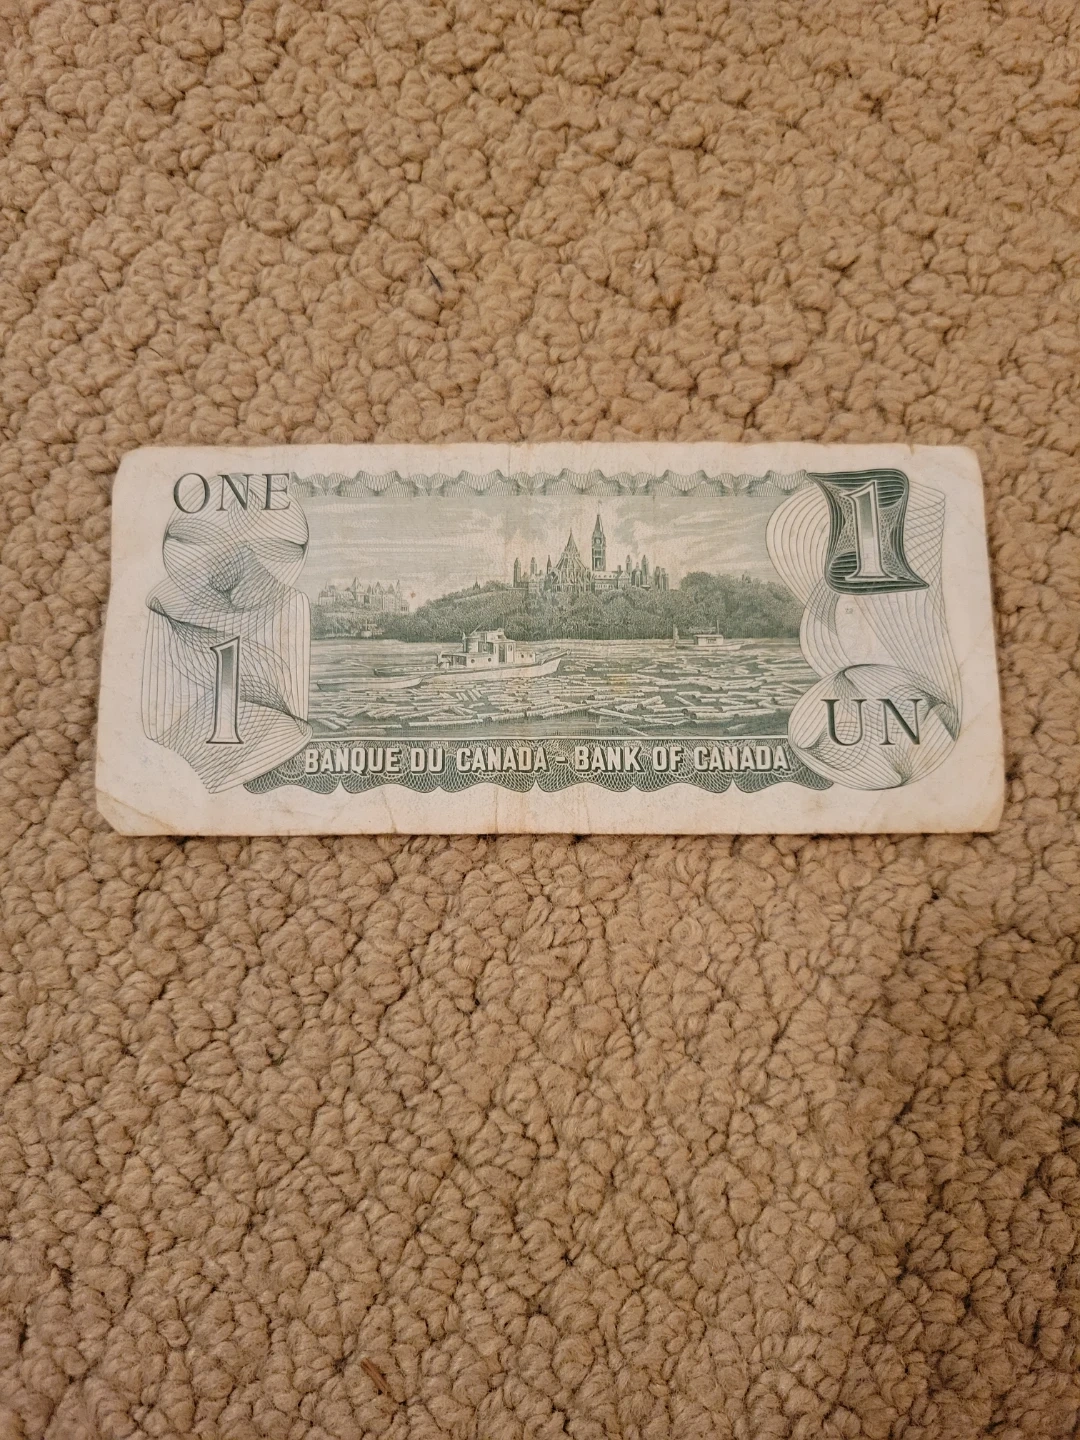 ONE
1
1
UN
BANQUE DU CANADA - BANK OF CANADA